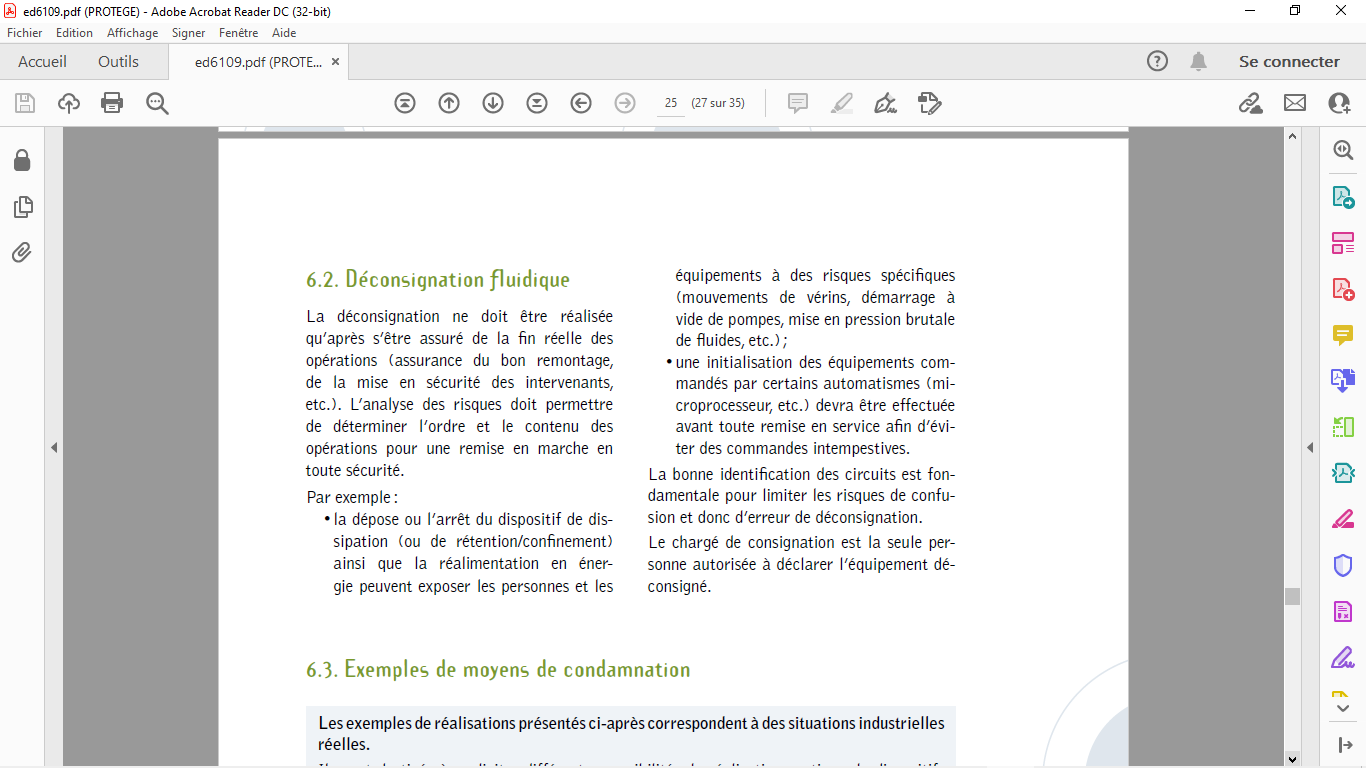 ed6109.pdf (PROTEGE) - Adobe Acrobat Reader DC (32-bit)
Fichier Edition Affichage Signer Fenêtre Aide
Accueil Outils ed6109.pdf (PROTE... × Se connecter
25 (27 sur 35)
6.2. Déconsignation fluidique
La déconsignation ne doit être réalisée
qu'après s'être assuré de la fin réelle des
opérations (assurance du bon remontage,
de la mise en sécurité des intervenants,
etc.). L'analyse des risques doit permettre
de déterminer l'ordre et le contenu des
opérations pour une remise en marche en
toute sécurité.
Par exemple :
• la dépose ou l'arrêt du dispositif de dis-
sipation (ou de rétention/confinement)
ainsi que la réalimentation en éner-
gie peuvent exposer les personnes et les
équipements à des risques spécifiques
(mouvements de vérins, démarrage à
vide de pompes, mise en pression brutale
de fluides, etc.) ;
• une initialisation des équipements com-
mandés par certains automatismes (mi-
croprocesseur, etc.) devra être effectuée
avant toute remise en service afin d'évi-
ter des commandes intempestives.
La bonne identification des circuits est fon-
damentale pour limiter les risques de confu-
sion et donc d'erreur de déconsignation.
Le chargé de consignation est la seule per-
sonne autorisée à déclarer l'équipement dé-
consigné.
6.3. Exemples de moyens de condamnation
Les exemples de réalisations présentés ci-après correspondent à des situations industrielles
réelles.